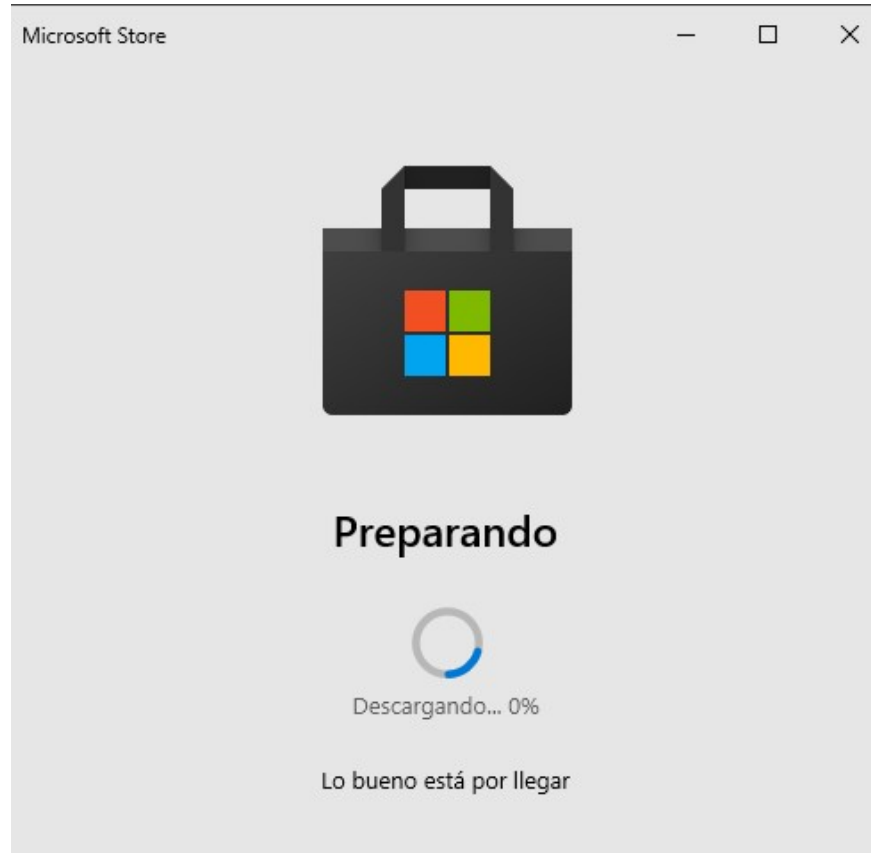 Microsoft Store
Preparando
Descargando... 0%
Lo bueno está por llegar